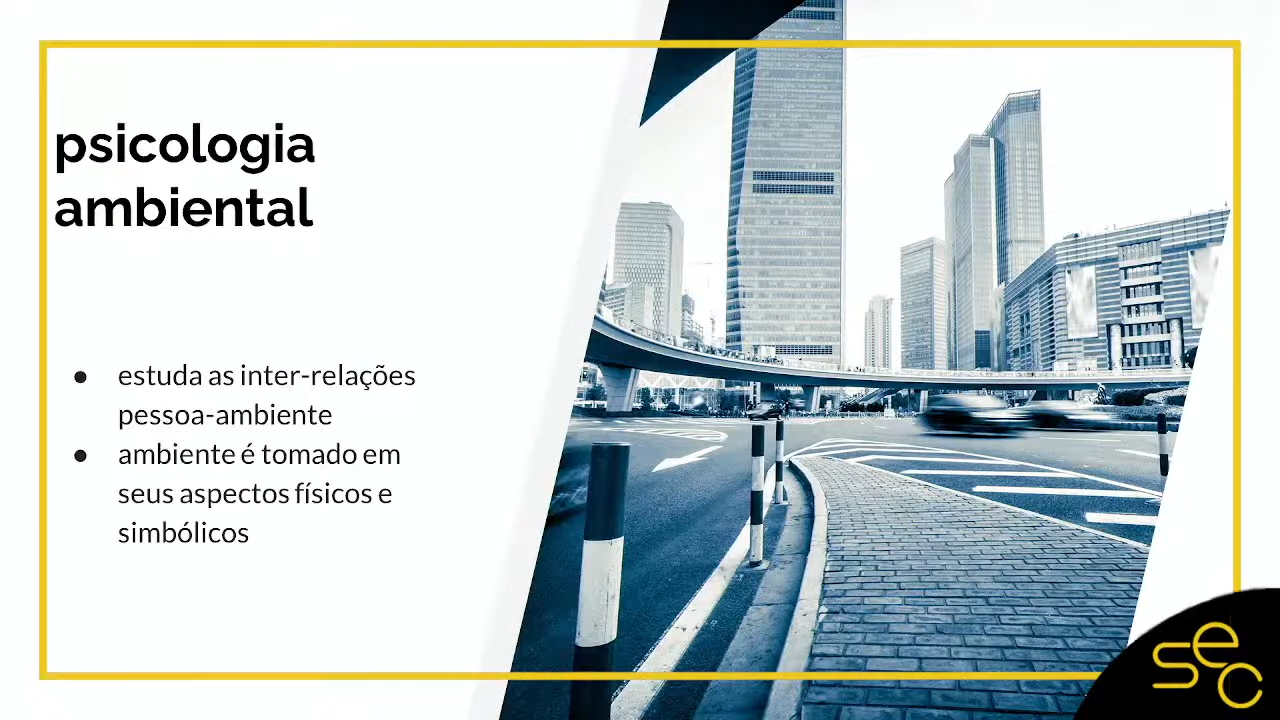 psicologia
ambiental
● estuda as inter-relações
pessoa-ambiente
● ambiente é tomado em
seus aspectos físicos e
simbólicos
sec